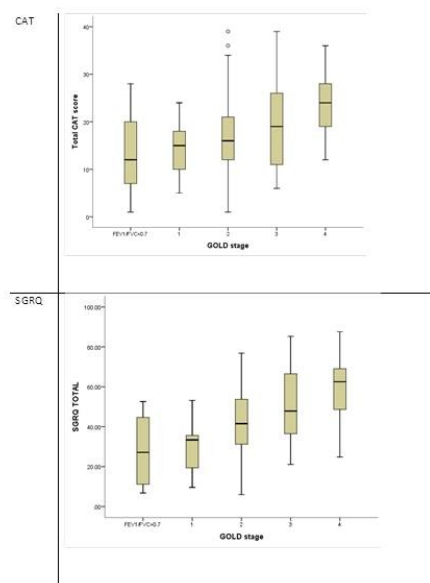 CAT
40
30
20
10
0
Total CAT score
FEV1/FVC>0.7 1 2 3 4
GOLD stage
SGRQ
100.00
80.00
60.00
40.00
20.00
.00
SGRQ TOTAL
FEV1/FVC>0.7 1 2 3 4
GOLD stage